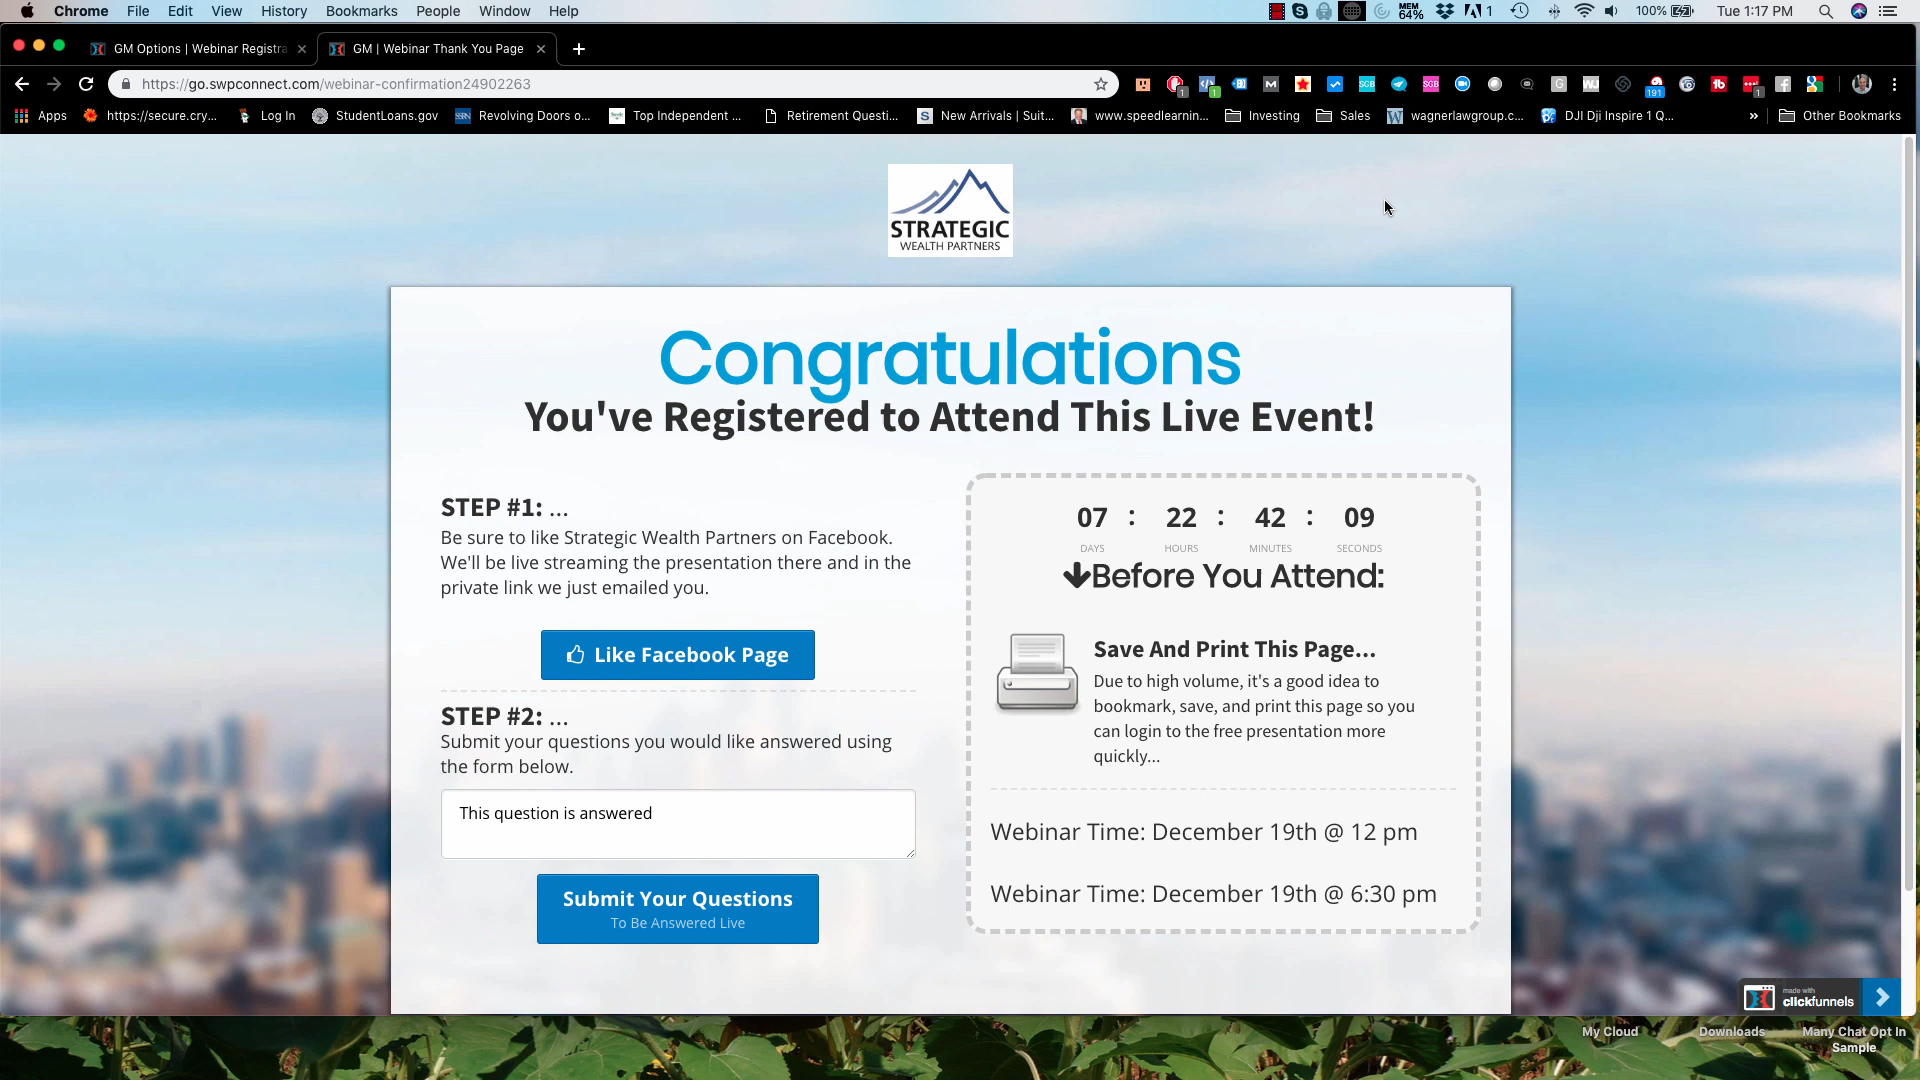 Chrome File Edit View History Bookmarks People Window Help
MEM 64% 1 100% Tue 1:17 PM
GM Options | Webinar Registra
GM | Webinar Thank You Page
https://go.swpconnect.com/webinar-confirmation24902263
Apps https://secure.cry... Log In StudentLoans.gov Revolving Doors o... Top Independent ... Retirement Questi... New Arrivals | Suit... www.speedlearnin... Investing Sales wagnerlawgroup.c... DJI Dji Inspire 1 Q... » Other Bookmarks
STRATEGIC
WEALTH PARTNERS
Congratulations
You've Registered to Attend This Live Event!
STEP #1: ...
Be sure to like Strategic Wealth Partners on Facebook.
We'll be live streaming the presentation there and in the
private link we just emailed you.
Like Facebook Page
STEP #2: ...
Submit your questions you would like answered using
the form below.
This question is answered
Submit Your Questions
To Be Answered Live
07 : 22 : 42 : 09
DAYS HOURS MINUTES SECONDS
Before You Attend:
Save And Print This Page...
Due to high volume, it's a good idea to
bookmark, save, and print this page so you
can login to the free presentation more
quickly...
Webinar Time: December 19th @ 12 pm
Webinar Time: December 19th @ 6:30 pm
made with
clickfunnels
My Cloud Downloads Many Chat Opt In
Sample